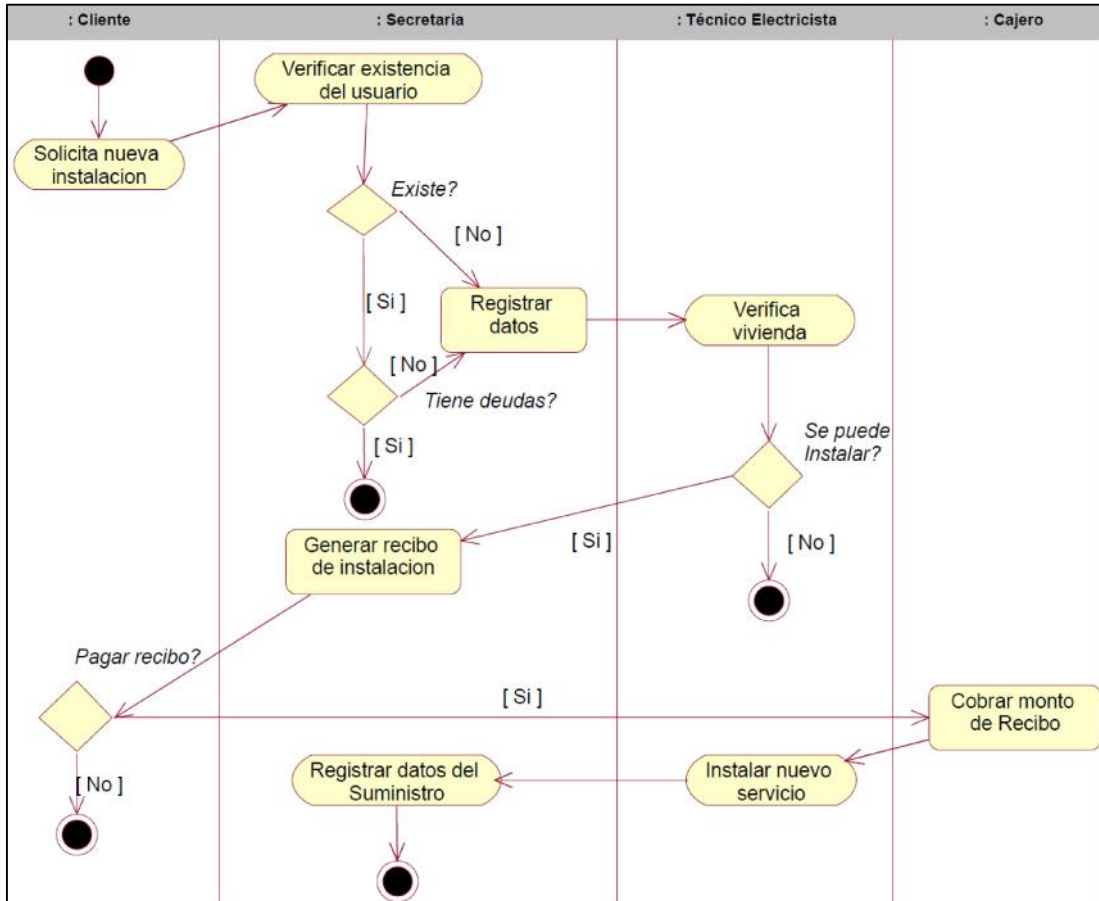 : Cliente
: Secretaria
: Técnico Electricista
: Cajero
Verificar existencia
del usuario
Solicita nueva
instalacion
Existe?
[ No ]
[ Si ]
Registrar
datos
Verifica
vivienda
[ No ]
Tiene deudas?
[ Si ]
Se puede
Instalar?
[ Si ]
[ No ]
Generar recibo
de instalacion
Pagar recibo?
[ Si ]
Cobrar monto
de Recibo
[ No ]
Registrar datos del
Suministro
Instalar nuevo
servicio